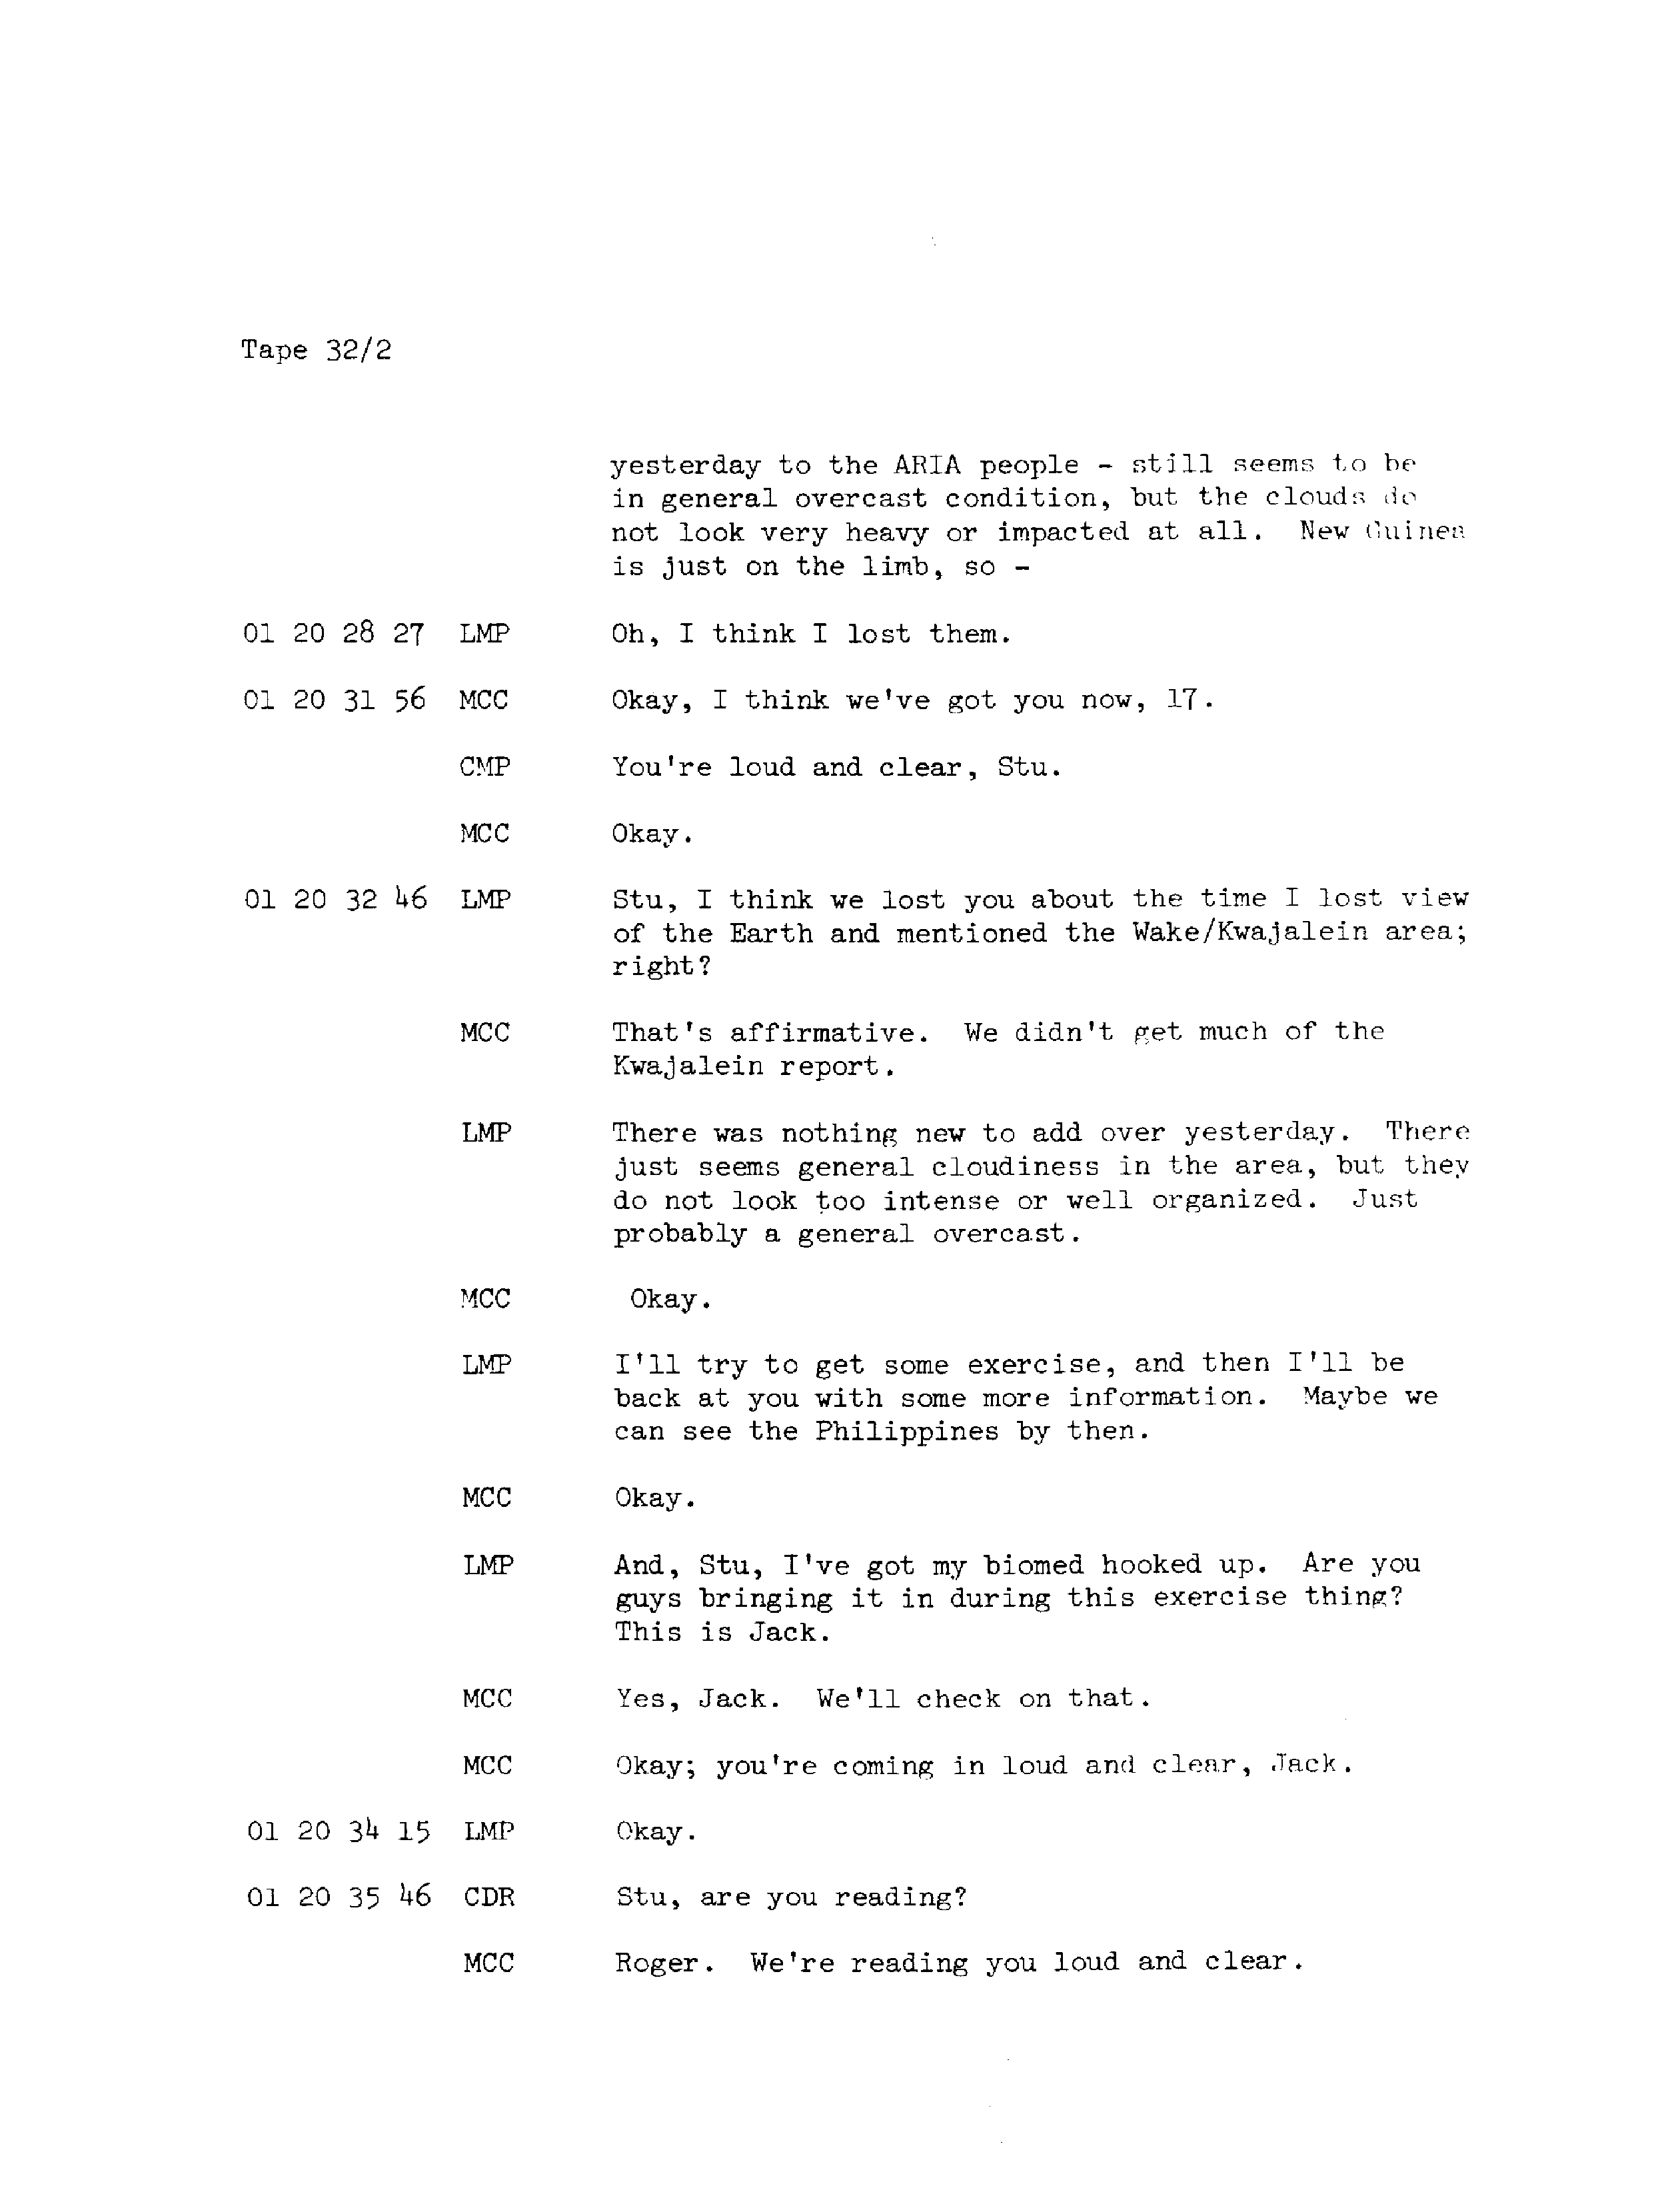 Tape 32/2
yesterday to the ARIA people - still seems to be
in general overcast condition, but the clouds do
not look very heavy or impacted at all. New Guinea
is just on the limb, so -
01 20 28 27 LMP Oh, I think I lost them.
01 20 31 56 MCC Okay, I think we've got you now, 17.
CMP You're loud and clear, Stu.
MCC Okay.
01 20 32 46 LMP Stu, I think we lost you about the time I lost view
of the Earth and mentioned the Wake/Kwajalein area;
right?
MCC That's affirmative. We didn't get much of the
Kwajalein report.
LMP There was nothing new to add over yesterday. There
just seems general cloudiness in the area, but they
do not look too intense or well organized. Just
probably a general overcast.
MCC Okay.
LMP I'll try to get some exercise, and then I'll be
back at you with some more information. Maybe we
can see the Philippines by then.
MCC Okay.
LMP And, Stu, I've got my biomed hooked up. Are you
guys bringing it in during this exercise thing?
This is Jack.
MCC Yes, Jack. We'll check on that.
MCC Okay; you're coming in loud and clear, Jack.
01 20 34 15 LMP Okay.
01 20 35 46 CDR Stu, are you reading?
MCC Roger. We're reading you loud and clear.